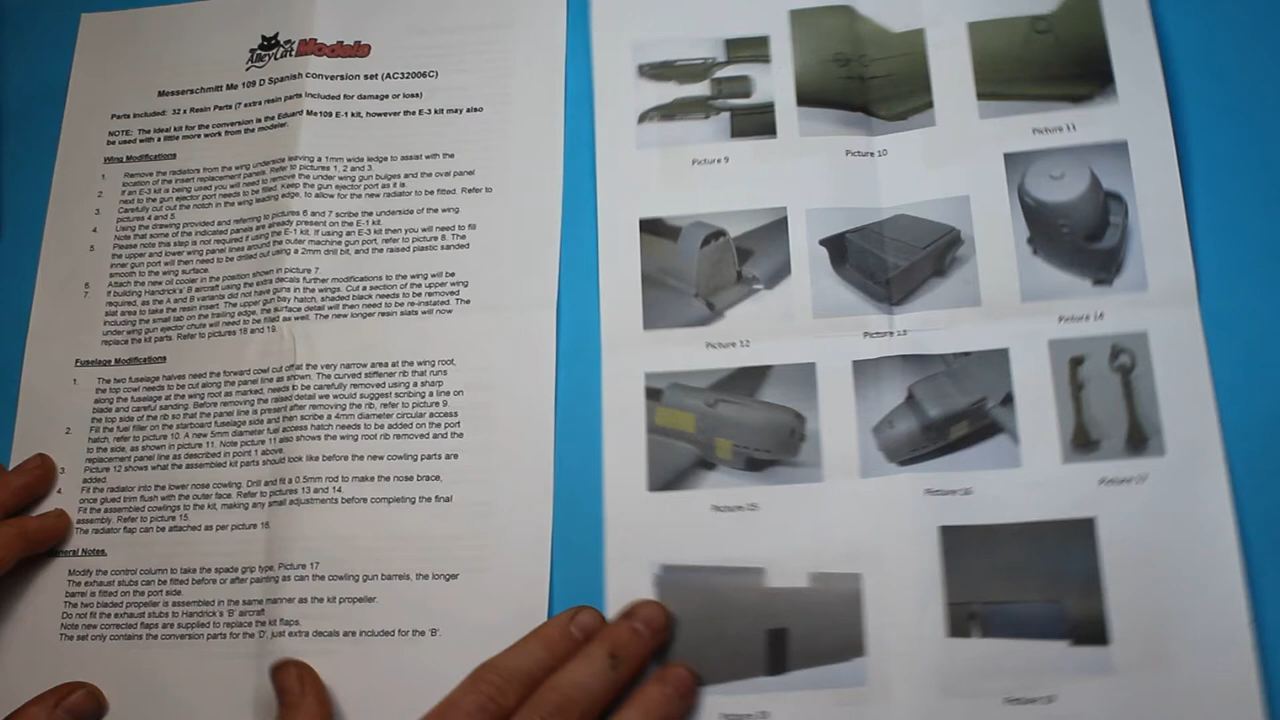 AlleyCat Models
Messerschmitt Me 109 D Spanish conversion set (AC32006C)
Parts Included: 32 x Resin Parts (7 extra resin parts included for damage or loss)
NOTE: The ideal kit for the conversion is the Eduard Me109 E-1 kit, however the E-3 kit may also
be used with a little more work from the modeler.
Wing Modifications
1. Remove the radiators from the wing underside leaving a 1mm wide ledge to assist with the
location of the insert replacement panels. Refer to pictures 1, 2 and 3.
2. If an E-3 kit is being used you will need to remove the under wing gun bulges and the oval panel
next to the gun ejector port needs to be filled. Keep the gun ejector port as it is.
3. Carefully cut out the notch in the wing leading edge, to allow for the new radiator to be fitted. Refer to
pictures 4 and 5.
4. Using the drawing provided and referring to pictures 6 and 7 scribe the underside of the wing.
Note that some of the indicated panels are already present on the E-1 kit.
5. Please note this step is not required if using the E-1 kit. If using an E-3 kit then you will need to fill
the upper and lower wing panel lines around the outer machine gun port, refer to picture 8. The
inner gun port will then need to be drilled out using a 2mm drill bit, and the raised plastic sanded
smooth to the wing surface.
6. Attach the new oil cooler in the position shown in picture 7.
7. If building Handrick's' B aircraft using the extra decals further modifications to the wing will be
required, as the A and B variants did not have guns in the wings. Cut a section of the upper wing
slat area to take the resin insert. The upper gun bay hatch, shaded black needs to be removed
including the small tab on the trailing edge, the surface detail will then need to be re-instated. The
under wing gun ejector chute will need to be filled as well. The new longer resin slats will now
replace the kit parts. Refer to pictures 18 and 19.
Fuselage Modifications
1. The two fuselage halves need the forward cowl cut off at the very narrow area at the wing root,
the top cowl needs to be cut along the panel line as shown. The curved stiffener rib that runs
along the fuselage at the wing root as marked, needs to be carefully removed using a sharp
blade and careful sanding. Before removing the raised detail we would suggest scribing a line on
the top side of the rib so that the panel line is present after removing the rib, refer to picture 9.
2. Fill the fuel filler on the starboard fuselage side and then scribe a 4mm diameter circular access
hatch, refer to picture 10. A new 5mm diameter fuel access hatch needs to be added on the port
to the side, as shown in picture 11. Note picture 11 also shows the wing root rib removed and the
replacement panel line as described in point 1 above.
3. Picture 12 shows what the assembled kit parts should look like before the new cowling parts are
added.
4. Fit the radiator into the lower nose cowling. Drill and fit a 0.5mm rod to make the nose brace,
once glued trim flush with the outer face. Refer to pictures 13 and 14.
Fit the assembled cowlings to the kit, making any small adjustments before completing the final
assembly. Refer to picture 15.
The radiator flap can be attached as per picture 16.
eneral Notes.
Modify the control column to take the spade grip type, Picture 17
The exhaust stubs can be fitted before or after painting as can the cowling gun barrels, the longer
barrel is fitted on the port side.
The two bladed propeller is assembled in the same manner as the kit propeller.
Do not fit the exhaust stubs to Handrick's 'B' aircraft
Note new corrected flaps are supplied to replace the kit flaps.
The set only contains the conversion parts for the 'D', just extra decals are included for the 'B'.
Picture 9
Picture 10
Picture 11
Picture 12
Picture 13
Picture 14
Picture 15
Picture 16
Picture 17
Picture
Picture